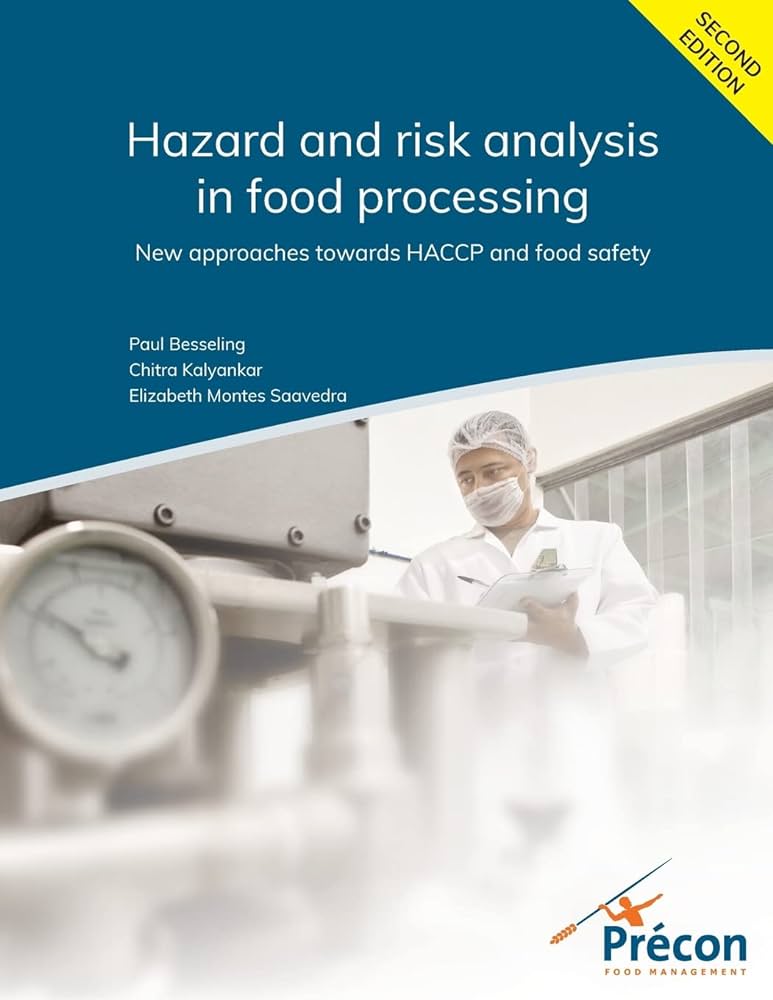 SECOND
EDITION
Hazard and risk analysis
in food processing
New approaches towards HACCP and food safety
Paul Besseling
Chitra Kalyankar
Elizabeth Montes Saavedra
Précon
FOOD MANAGEMENT